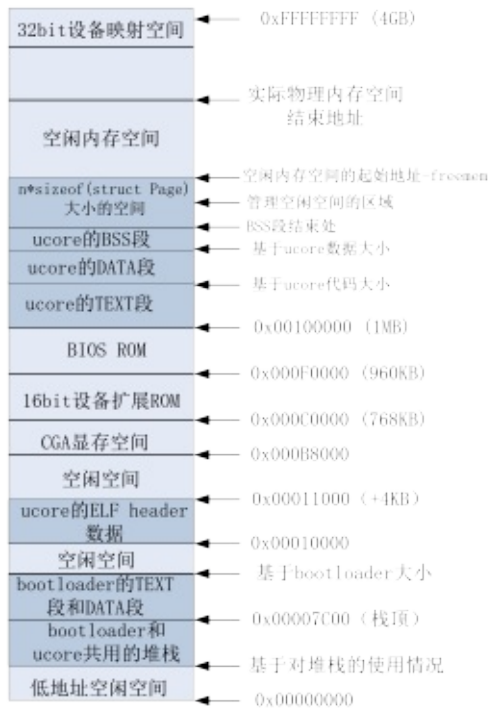 32bit设备映射空间
0xFFFFFFFF (4GB)
实际物理内存空间
结束地址
空闲内存空间
空闲内存空间的起始地址-freemem
n*sizeof(struct Page)
大小的空间
管理空闲空间的区域
BSS段结束处
ucore的BSS段
基于ucore数据大小
ucore的DATA段
基于ucore代码大小
ucore的TEXT段
0x00100000 (1MB)
BIOS ROM
0x000F0000 (960KB)
16bit设备扩展ROM
0x000C0000 (768KB)
CGA显存空间
0x000B8000
空闲空间
0x00011000 (+4KB)
ucore的ELF header
数据
0x00010000
空闲空间
基于bootloader大小
bootloader的TEXT
段和DATA段
0x00007C00 (栈顶)
bootloader和
ucore共用的堆栈
基于对堆栈的使用情况
低地址空闲空间
0x00000000